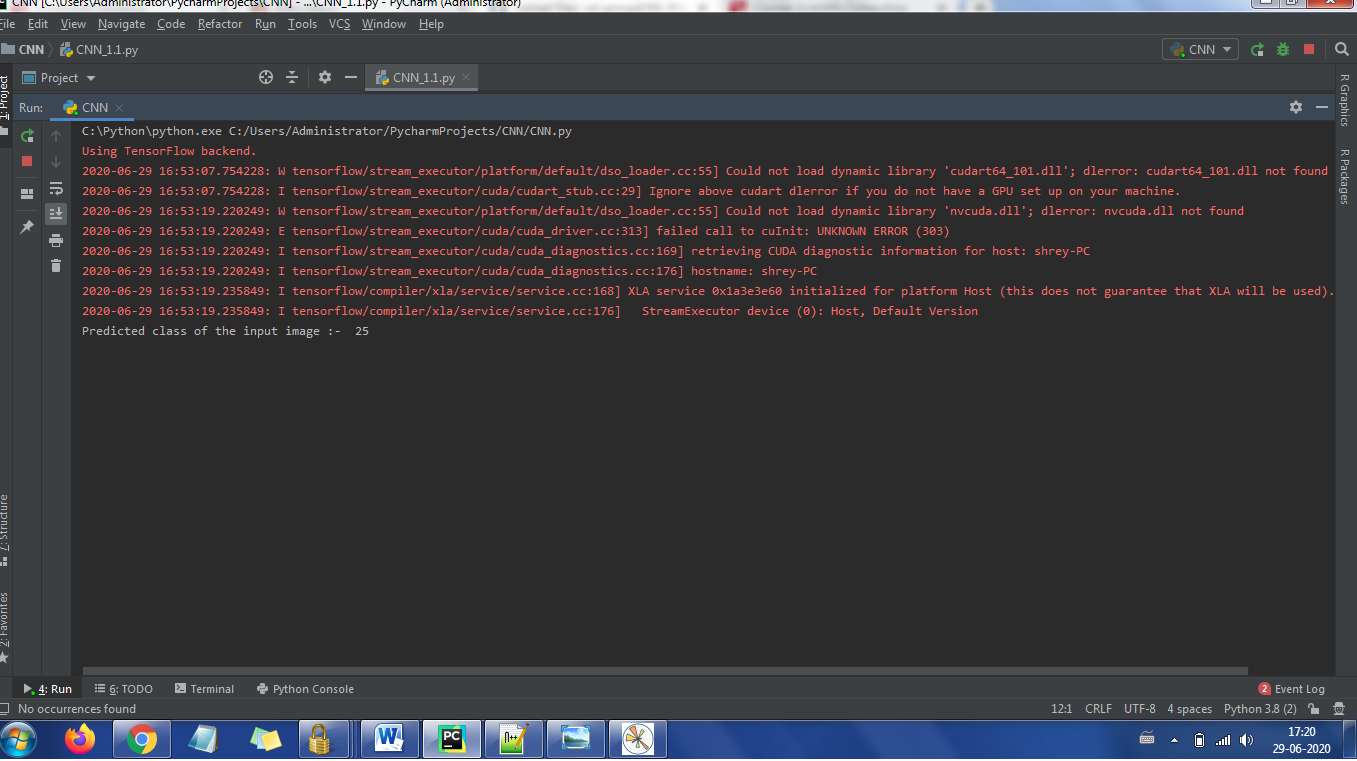 CNN [C:\Users\Administrator\PycharmProjects\CNN] - ...\CNN_1.1.py - PyCharm (Administrator)
File Edit View Navigate Code Refactor Run Tools VCS Window Help
CNN CNN_1.1.py CNN
1: Project
Project CNN_1.1.py
Run: CNN
R Graphics
R Packages
C:\Python\python.exe C:/Users/Administrator/PycharmProjects/CNN/CNN.py
Using TensorFlow backend.
2020-06-29 16:53:07.754228: W tensorflow/stream_executor/platform/default/dso_loader.cc:55] Could not load dynamic library 'cudart64_101.dll'; dlerror: cudart64_101.dll not found
2020-06-29 16:53:07.754228: I tensorflow/stream_executor/cuda/cudart_stub.cc:29] Ignore above cudart dlerror if you do not have a GPU set up on your machine.
2020-06-29 16:53:19.220249: W tensorflow/stream_executor/platform/default/dso_loader.cc:55] Could not load dynamic library 'nvcuda.dll'; dlerror: nvcuda.dll not found
2020-06-29 16:53:19.220249: E tensorflow/stream_executor/cuda/cuda_driver.cc:313] failed call to cuInit: UNKNOWN ERROR (303)
2020-06-29 16:53:19.220249: I tensorflow/stream_executor/cuda/cuda_diagnostics.cc:169] retrieving CUDA diagnostic information for host: shrey-PC
2020-06-29 16:53:19.220249: I tensorflow/stream_executor/cuda/cuda_diagnostics.cc:176] hostname: shrey-PC
2020-06-29 16:53:19.235849: I tensorflow/compiler/xla/service/service.cc:168] XLA service 0x1a3e3e60 initialized for platform Host (this does not guarantee that XLA will be used).
2020-06-29 16:53:19.235849: I tensorflow/compiler/xla/service/service.cc:176]   StreamExecutor device (0): Host, Default Version
Predicted class of the input image :-  25
7: Structure
2: Favorites
4: Run 6: TODO Terminal Python Console 2 Event Log
No occurrences found 12:1 CRLF UTF-8 4 spaces Python 3.8 (2)
W PC n++
17:20
29-06-2020